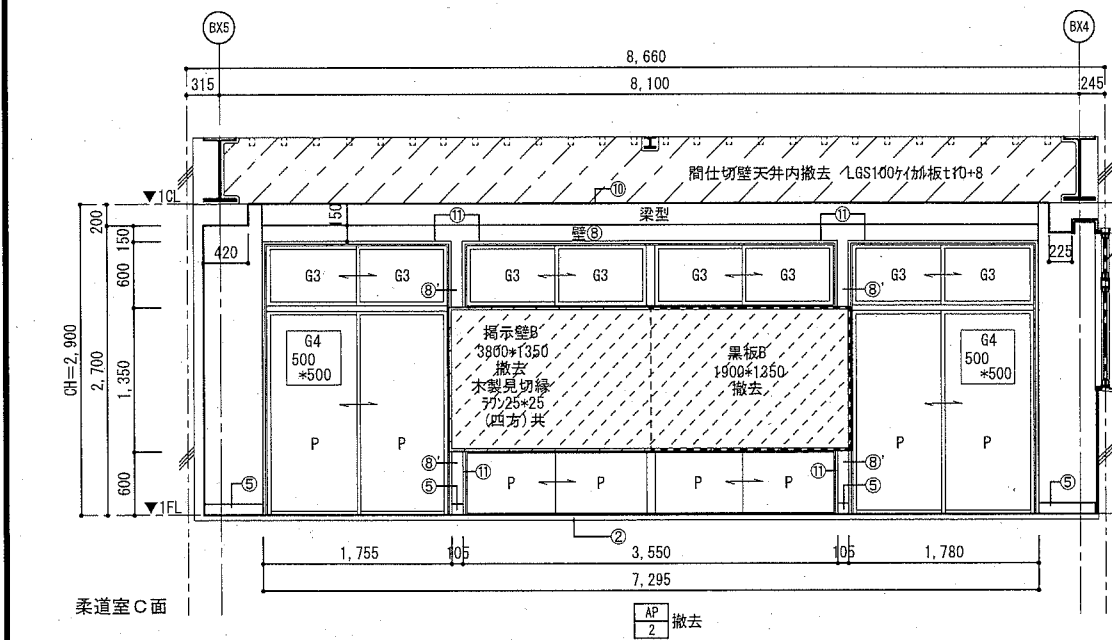 BX5
BX4
8,660
315
8,100
245
間仕切壁天井内撤去 LGS100ケイカル板t10+8
▼1CL
⑩
200
150
⑪
梁型
⑪
150
壁⑧
420
225
600
G3
G3
G3
G3
G3
G3
G3
G3
⑧'
⑧'
CH=2,900
2,700
1,350
G4
500
*500
掲示壁B
3800*1350
撤去
木製見切縁
ラワン25*25
(四方)共
黒板B
1900*1350
撤去
G4
500
*500
P
P
P
P
600
⑧'
⑪
⑪
⑧'
⑤
⑤
P
P
P
P
⑤
⑤
▼1FL
②
1,755
105
3,550
105
1,780
7,295
柔道室C面
AP
2
撤去